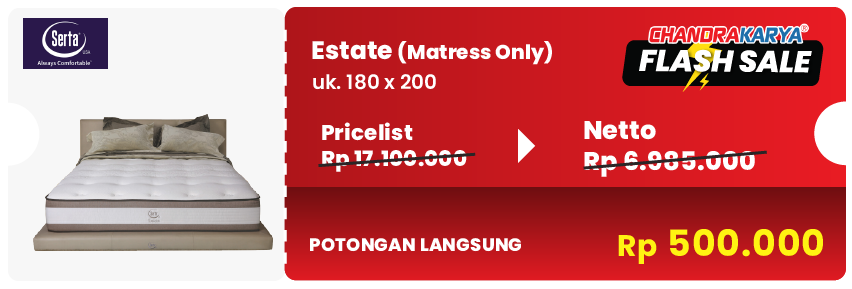 Serta
USA
Always Comfortable
Estate (Matress Only)
uk. 180 x 200
CHANDRAKARYA®
FLASH SALE
Pricelist
Rp 17.100.000
Netto
Rp 6.985.000
Serta
POTONGAN LANGSUNG
Rp 500.000